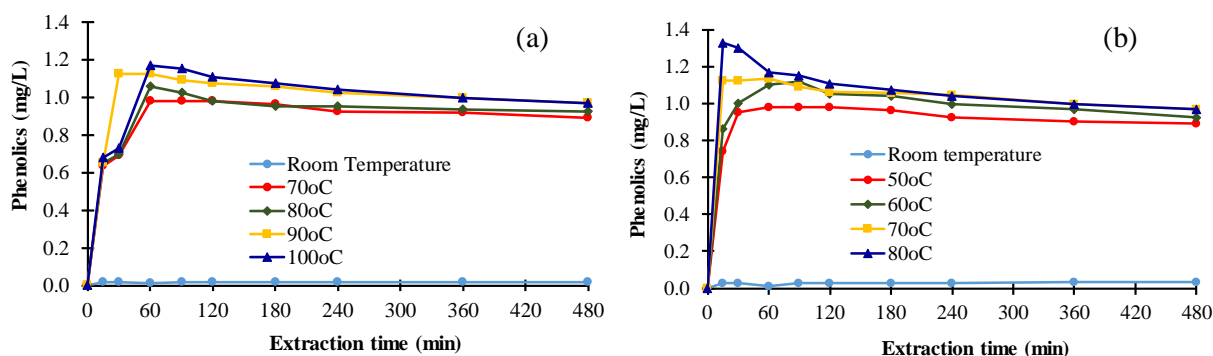 (a)
Phenolics (mg/L)
1.4
1.2
1.0
0.8
0.6
0.4
0.2
0.0
Room Temperature
70oC
80oC
90oC
100oC
0 60 120 180 240 300 360 420 480
Extraction time (min)
(b)
Phenolics (mg/L)
1.4
1.2
1.0
0.8
0.6
0.4
0.2
0.0
Room temperature
50oC
60oC
70oC
80oC
0 60 120 180 240 300 360 420 480
Extraction time (min)